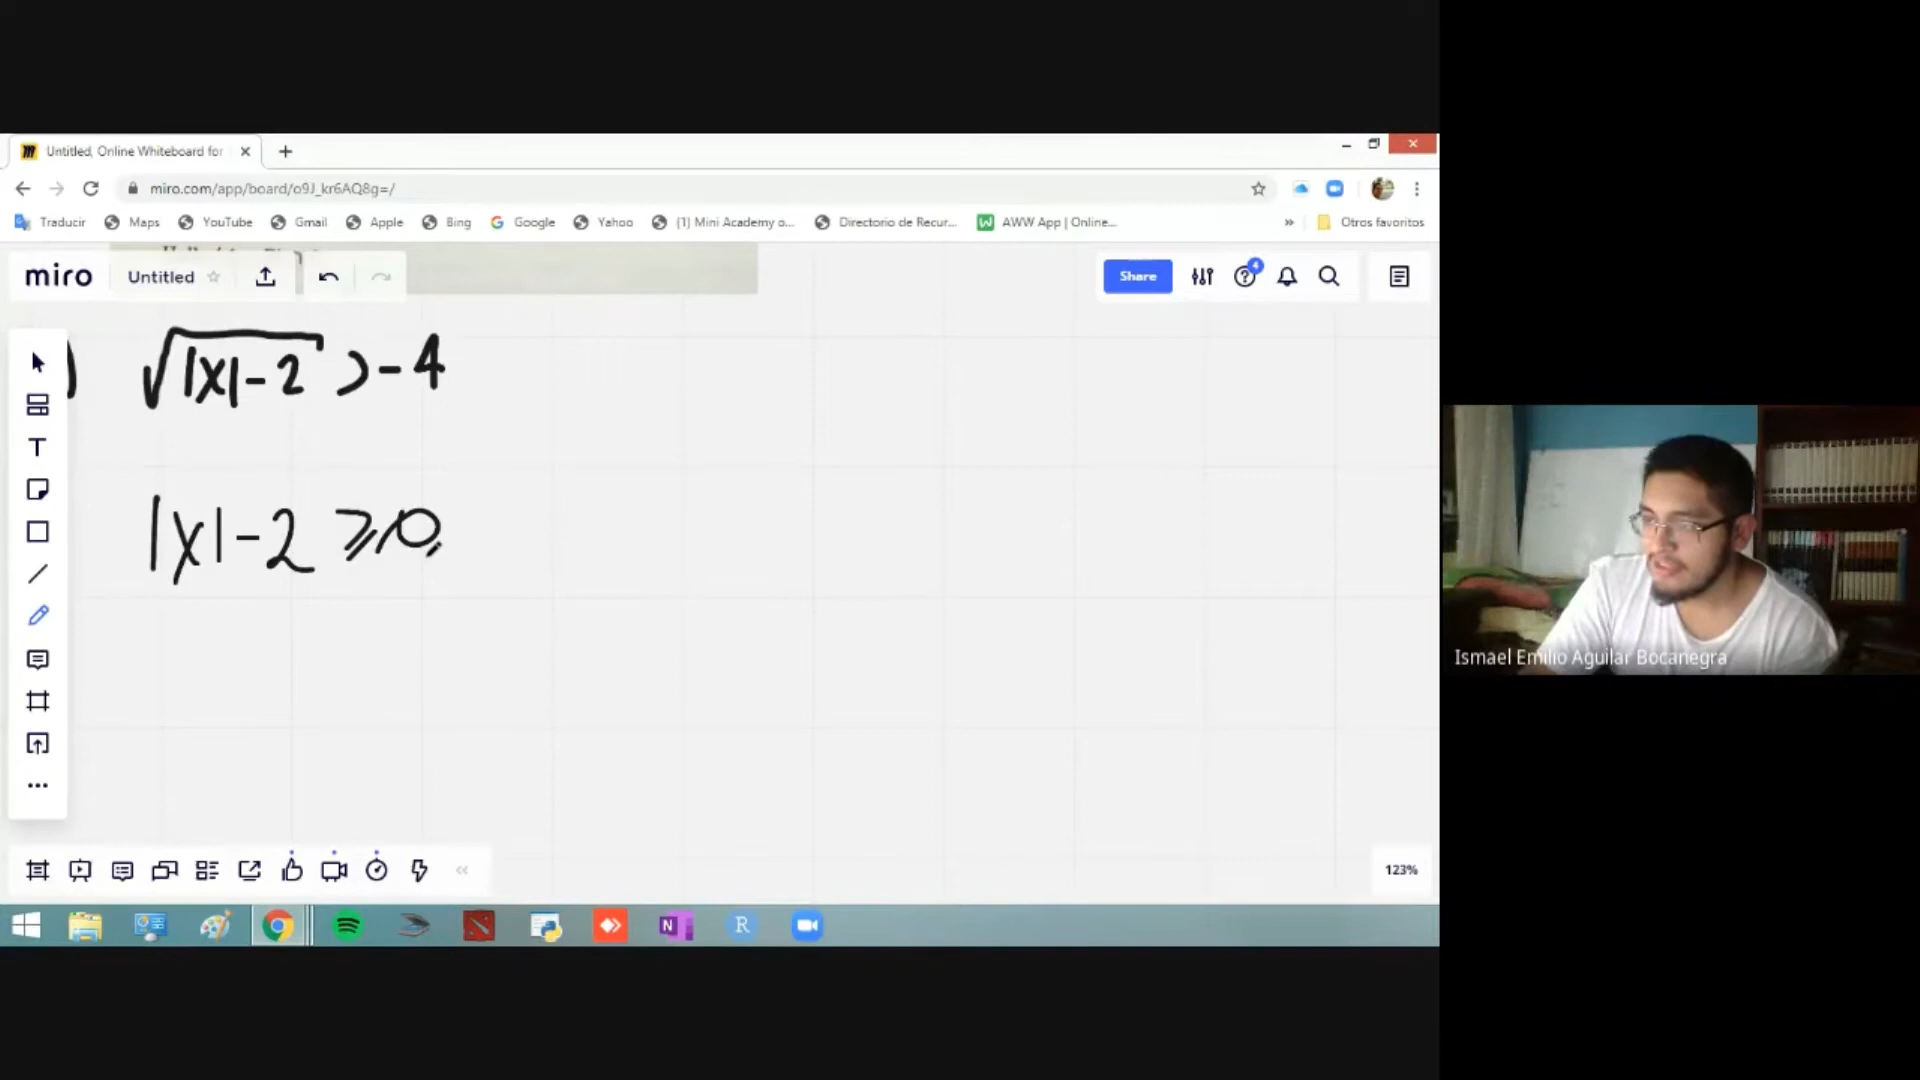 Untitled, Online Whiteboard for
miro.com/app/board/o9J_kr6AQ8g=/
Traducir Maps YouTube Gmail Apple Bing Google Yahoo (1) Mini Academy o... Directorio de Recur... AWW App | Online... » Otros favoritos
miro Untitled Share 4
) √|x|-2 > -4
T
|x|-2 ⩾0
123%
N R
Ismael Emilio Aguilar Bocanegra